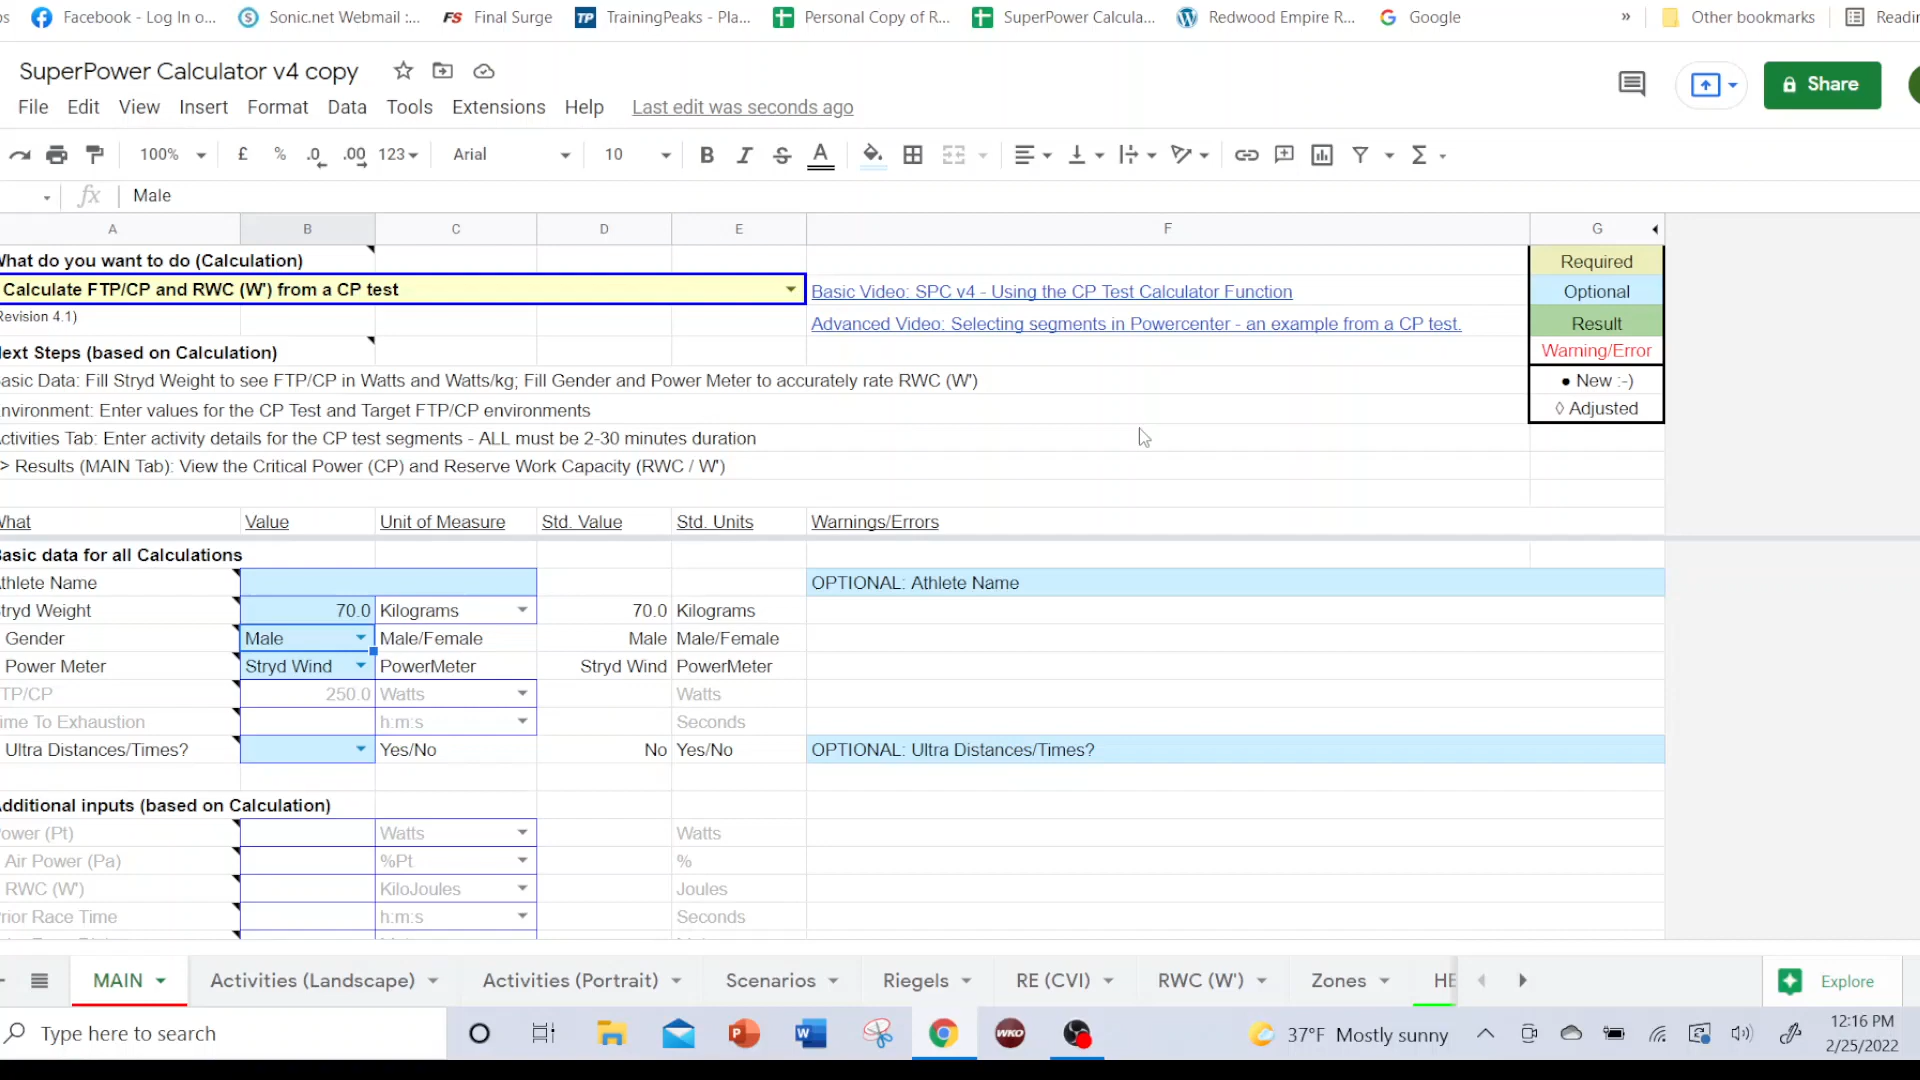 Facebook - Log In o... Sonic.net Webmail :... FS Final Surge TP TrainingPeaks - Pla... Personal Copy of R... SuperPower Calcula... Redwood Empire R... Google » Other bookmarks Readin
SuperPower Calculator v4 copy
Share
File Edit View Insert Format Data Tools Extensions Help Last edit was seconds ago
100% £ % .0 .00 123 Arial 10 B I S A Σ
fx Male
A B C D E F G
What do you want to do (Calculation) Required
Calculate FTP/CP and RWC (W') from a CP test Basic Video: SPC v4 - Using the CP Test Calculator Function Optional
Revision 4.1) Advanced Video: Selecting segments in Powercenter - an example from a CP test. Result
ext Steps (based on Calculation) Warning/Error
asic Data: Fill Stryd Weight to see FTP/CP in Watts and Watts/kg; Fill Gender and Power Meter to accurately rate RWC (W') ● New :-)
nvironment: Enter values for the CP Test and Target FTP/CP environments ◊ Adjusted
ctivities Tab: Enter activity details for the CP test segments - ALL must be 2-30 minutes duration
> Results (MAIN Tab): View the Critical Power (CP) and Reserve Work Capacity (RWC / W')
What Value Unit of Measure Std. Value Std. Units Warnings/Errors
asic data for all Calculations
thlete Name OPTIONAL: Athlete Name
tryd Weight 70.0 Kilograms 70.0 Kilograms
Gender Male Male/Female Male Male/Female
Power Meter Stryd Wind PowerMeter Stryd Wind PowerMeter
TP/CP 250.0 Watts Watts
ime To Exhaustion h:m:s Seconds
Ultra Distances/Times? Yes/No No Yes/No OPTIONAL: Ultra Distances/Times?
dditional inputs (based on Calculation)
ower (Pt) Watts Watts
Air Power (Pa) %Pt %
RWC (W') KiloJoules Joules
rior Race Time h:m:s Seconds
MAIN Activities (Landscape) Activities (Portrait) Scenarios Riegels RE (CVI) RWC (W') Zones HE Explore
Type here to search WKO 37°F Mostly sunny 12:16 PM
2/25/2022